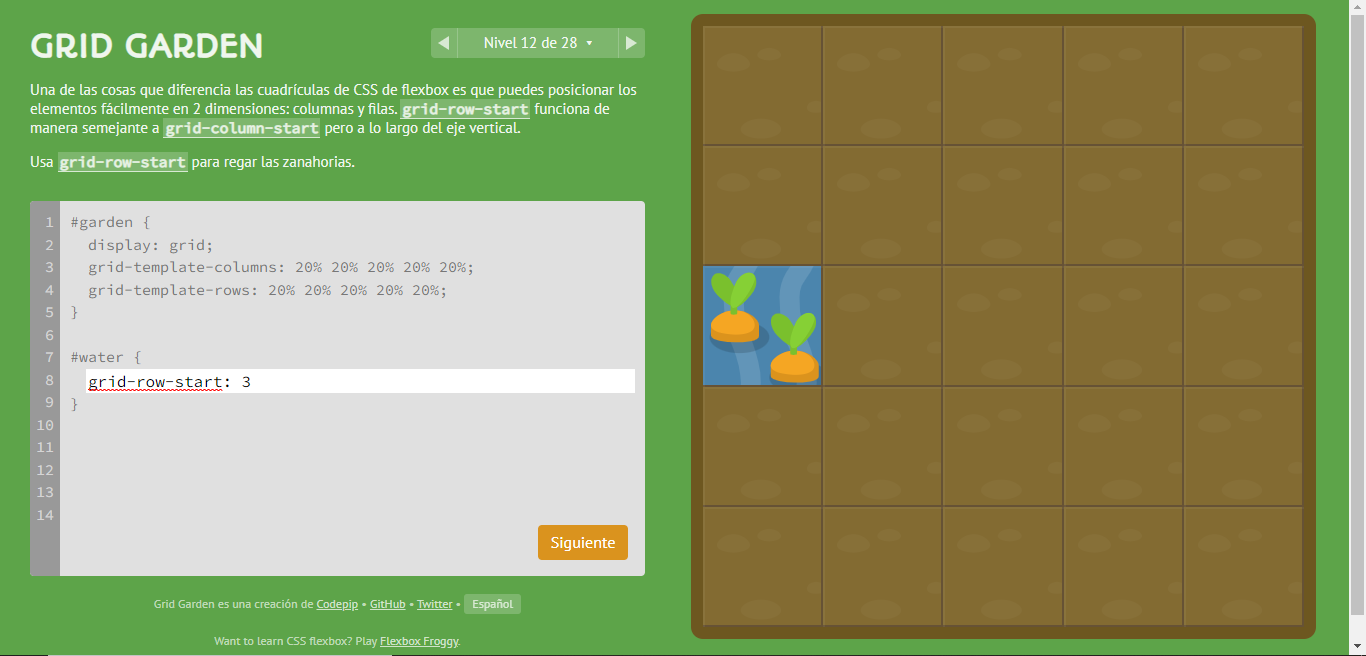 GRID GARDEN
◀ Nivel 12 de 28 ▾ ▶
Una de las cosas que diferencia las cuadrículas de CSS de flexbox es que puedes posicionar los
elementos fácilmente en 2 dimensiones: columnas y filas. grid-row-start funciona de
manera semejante a grid-column-start pero a lo largo del eje vertical.
Usa grid-row-start para regar las zanahorias.
1 #garden {
2 display: grid;
3 grid-template-columns: 20% 20% 20% 20% 20%;
4 grid-template-rows: 20% 20% 20% 20% 20%;
5 }
6
7 #water {
8 grid-row-start: 3
9 }
10
11
12
13
14
Siguiente
Grid Garden es una creación de Codepip • GitHub • Twitter • Español
Want to learn CSS flexbox? Play Flexbox Froggy.